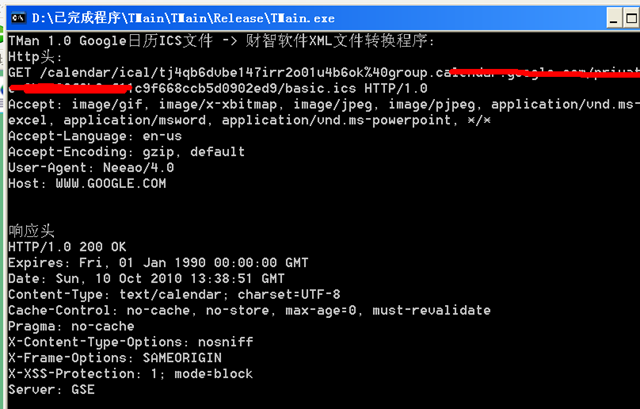 D:\已完成程序\TMain\TMain\Release\TMain.exe
TMan 1.0 Google日历ICS文件 -> 财智软件XML文件转换程序:
Http头:
GET /calendar/ical/tj4qb6dvbe147irr2o01u4b6ok%40group.calendar.google.com/privat
c9f668ccb5d0902ed9/basic.ics HTTP/1.0
Accept: image/gif, image/x-xbitmap, image/jpeg, image/pjpeg, application/vnd.ms-
excel, application/msword, application/vnd.ms-powerpoint, */*
Accept-Language: en-us
Accept-Encoding: gzip, default
User-Agent: Neeao/4.0
Host: WWW.GOOGLE.COM
响应头
HTTP/1.0 200 OK
Expires: Fri, 01 Jan 1990 00:00:00 GMT
Date: Sun, 10 Oct 2010 13:38:51 GMT
Content-Type: text/calendar; charset=UTF-8
Cache-Control: no-cache, no-store, max-age=0, must-revalidate
Pragma: no-cache
X-Content-Type-Options: nosniff
X-Frame-Options: SAMEORIGIN
X-XSS-Protection: 1; mode=block
Server: GSE